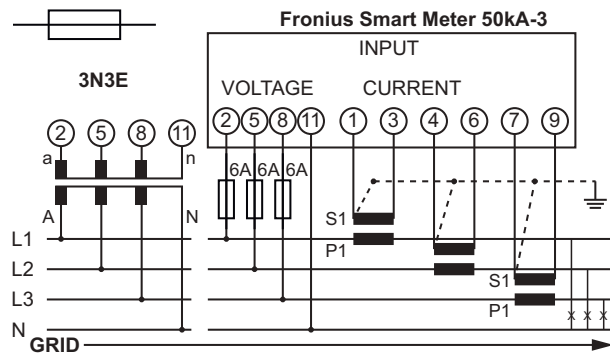 Fronius Smart Meter 50kA-3
INPUT
3N3E
VOLTAGE CURRENT
2 5 8 11 2 5 8 11 1 3 4 6 7 9
a n
6A 6A 6A
A N
S1
L1
P1
L2
S1
L3
P1
N
x x x
GRID